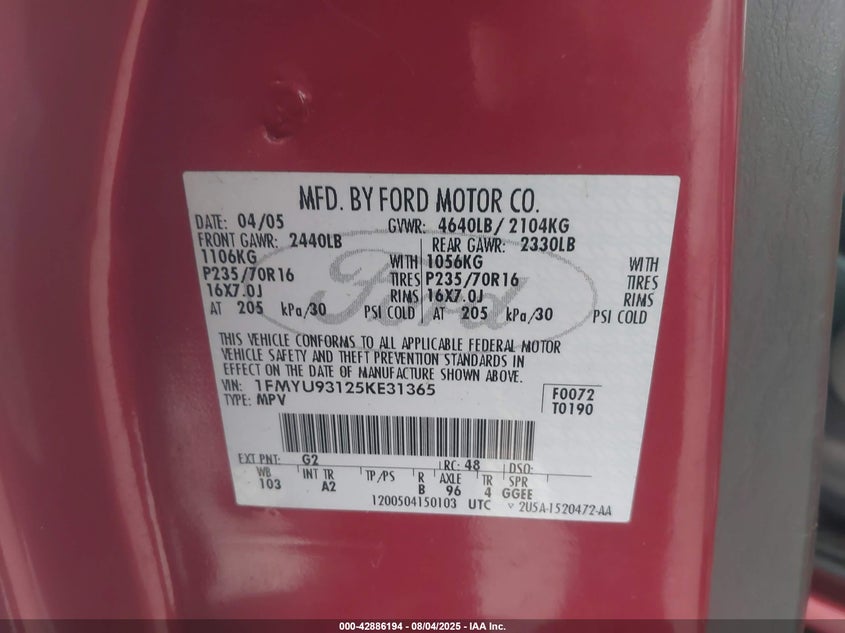 MFD. BY FORD MOTOR CO.
DATE: 04/05 GVWR: 4640LB/ 2104KG
FRONT GAWR: 2440LB REAR GAWR: 2330LB
1106KG WITH 1056KG WITH
P235/70R16 TIRES P235/70R16 TIRES
16X7.0J RIMS 16X7.0J RIMS
AT 205 kPa/30 PSI COLD AT 205 kPa/30 PSI COLD
Ford
THIS VEHICLE CONFORMS TO ALL APPLICABLE FEDERAL MOTOR
VEHICLE SAFETY AND THEFT PREVENTION STANDARDS IN
EFFECT ON THE DATE OF MANUFACTURE SHOWN ABOVE.
VIN: 1FMYU93125KE31365 F0072
TYPE: MPV T0190
EXT PNT: G2 RC: 48 DSO:
WB INT TR TP/PS R AXLE TR SPR
103 A2 B 96 4 GGEE
1200504150103 UTC 2U5A-1520472-AA
000-42886194 - 08/04/2025 - IAA Inc.